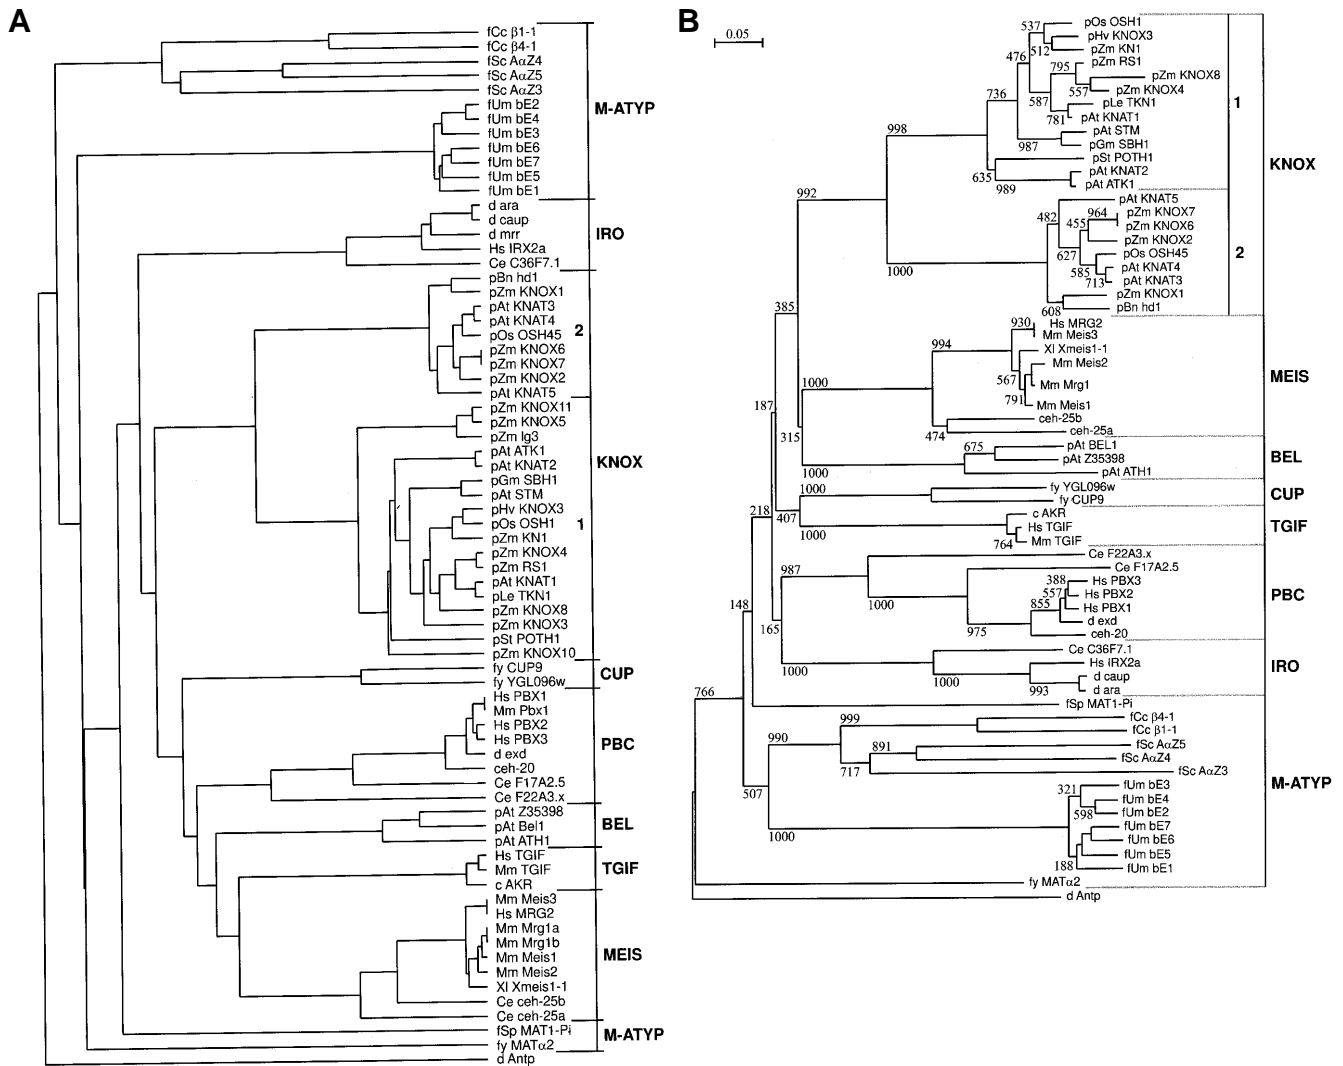 A
fCc β1-1
fCc β4-1
fSc AαZ4
fSc AαZ5
fSc AαZ3
fUm bE2
fUm bE4
fUm bE3
fUm bE6
fUm bE7
fUm bE5
fUm bE1
M-ATYP
d ara
d caup
d mrr
Hs IRX2a
Ce C36F7.1
IRO
pBn hd1
pZm KNOX1
pAt KNAT3
pAt KNAT4
pOs OSH45
pZm KNOX6
pZm KNOX7
pZm KNOX2
pAt KNAT5
2
pZm KNOX11
pZm KNOX5
pZm lg3
pAt ATK1
pAt KNAT2
pGm SBH1
pAt STM
pHv KNOX3
pOs OSH1
pZm KN1
pZm KNOX4
pZm RS1
pAt KNAT1
pLe TKN1
pZm KNOX8
pZm KNOX3
pSt POTH1
pZm KNOX10
1
KNOX
fy CUP9
fy YGL096w
CUP
Hs PBX1
Mm Pbx1
Hs PBX2
Hs PBX3
d exd
ceh-20
Ce F17A2.5
Ce F22A3.x
PBC
pAt Z35398
pAt Bel1
pAt ATH1
BEL
Hs TGIF
Mm TGIF
c AKR
TGIF
Mm Meis3
Hs MRG2
Mm Mrg1a
Mm Mrg1b
Mm Meis1
Mm Meis2
Xl Xmeis1-1
Ce ceh-25b
Ce ceh-25a
MEIS
fSp MAT1-Pi
fy MATα2
M-ATYP
d Antp
B
0.05
537
512
476
795
557
587
781
736
987
998
635
989
992
482
455
964
627
585
713
1000
608
385
930
994
567
791
1000
474
187
315
675
1000
1000
218
407
1000
764
987
388
557
855
1000
975
148
165
1000
1000
993
766
999
990
891
717
507
321
598
1000
188
pOs OSH1
pHv KNOX3
pZm KN1
pZm RS1
pZm KNOX8
pZm KNOX4
pLe TKN1
pAt KNAT1
pAt STM
pGm SBH1
pSt POTH1
pAt KNAT2
pAt ATK1
1
KNOX
pAt KNAT5
pZm KNOX7
pZm KNOX6
pZm KNOX2
pOs OSH45
pAt KNAT4
pAt KNAT3
pZm KNOX1
pBn hd1
2
Hs MRG2
Mm Meis3
Xl Xmeis1-1
Mm Meis2
Mm Mrg1
Mm Meis1
ceh-25b
ceh-25a
MEIS
pAt BEL1
pAt Z35398
pAt ATH1
BEL
fy YGL096w
fy CUP9
CUP
c AKR
Hs TGIF
Mm TGIF
TGIF
Ce F22A3.x
Ce F17A2.5
Hs PBX3
Hs PBX2
Hs PBX1
d exd
ceh-20
PBC
Ce C36F7.1
Hs IRX2a
d caup
d ara
IRO
fSp MAT1-Pi
fCc β4-1
fCc β1-1
fSc AαZ5
fSc AαZ4
fSc AαZ3
fUm bE3
fUm bE4
fUm bE2
fUm bE7
fUm bE6
fUm bE5
fUm bE1
fy MATα2
M-ATYP
d Antp